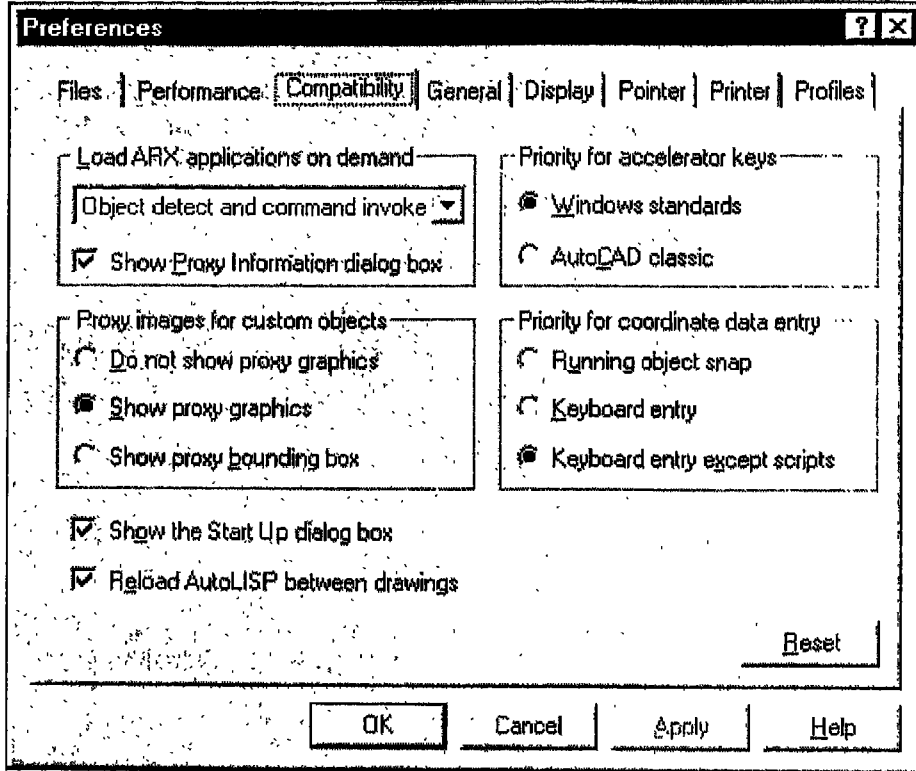 Preferences
? X
Files Performance Compatibility General Display Pointer Printer Profiles
Load ARX applications on demand
Object detect and command invoke
Show Proxy Information dialog box
Priority for accelerator keys
Windows standards
AutoCAD classic
Proxy images for custom objects
Do not show proxy graphics
Show proxy graphics
Show proxy bounding box
Priority for coordinate data entry
Running object snap
Keyboard entry
Keyboard entry except scripts
Show the Start Up dialog box
Reload AutoLISP between drawings
Reset
OK Cancel Apply Help